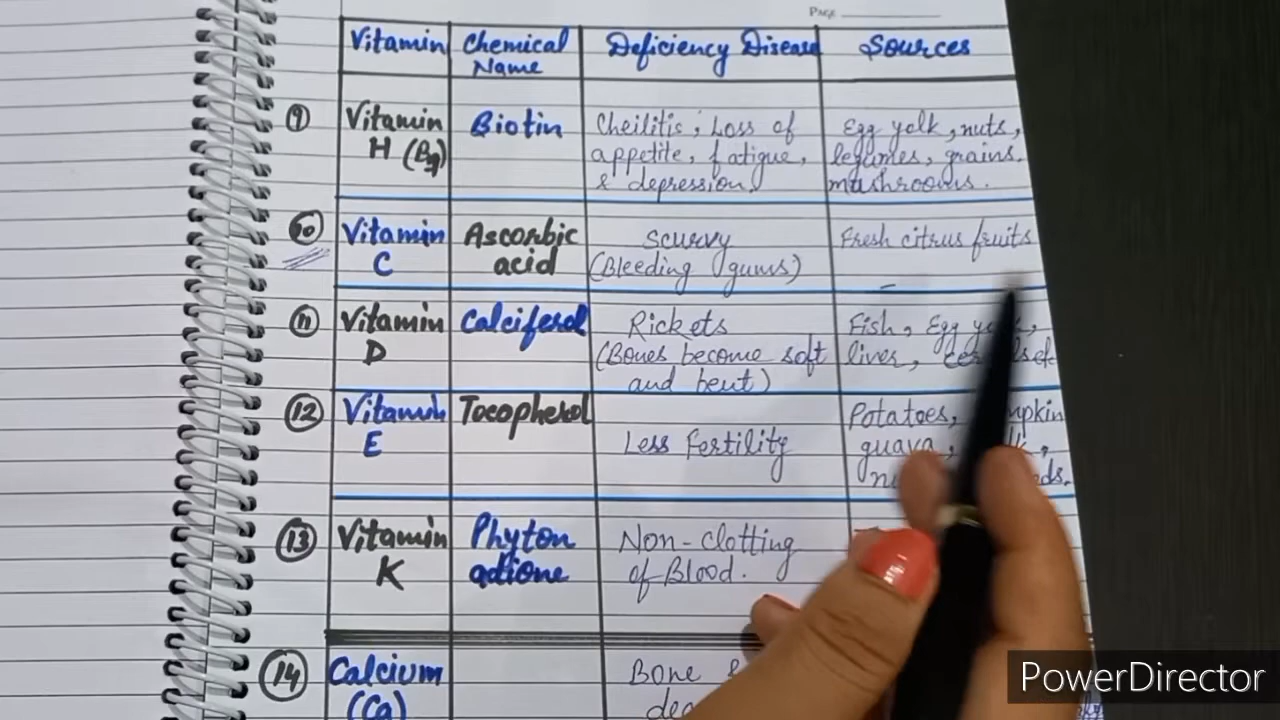 PAGE
Vitamin Chemical Name Deficiency Disease Sources
9 Vitamin H (B9) Biotin Cheilitis, Loss of appetite, fatigue, & depression. Egg yolk, nuts, legumes, grains. mushrooms.
10 Vitamin C Ascorbic acid Scurvy (Bleeding gums) Fresh citrus fruits
11 Vitamin D Calciferol Rickets (Bones become soft and bent) Fish, Egg liver,
12 Vitamin E Tocopherol Less Fertility Potatoes, guava,
13 Vitamin K Phyton adione Non-clotting of Blood.
14 Calcium (Ca) Bone
PowerDirector